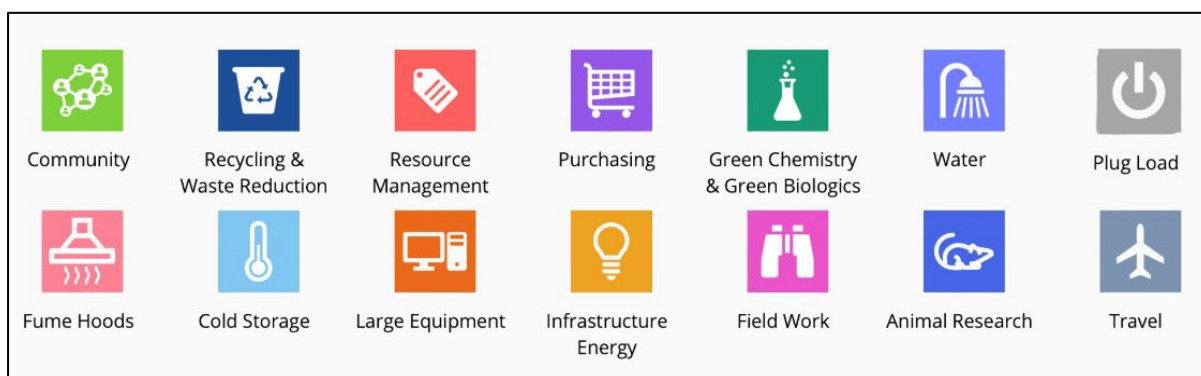 Community
Recycling &
Waste Reduction
Resource
Management
Purchasing
Green Chemistry
& Green Biologics
Water
Plug Load
Fume Hoods
Cold Storage
Large Equipment
Infrastructure
Energy
Field Work
Animal Research
Travel